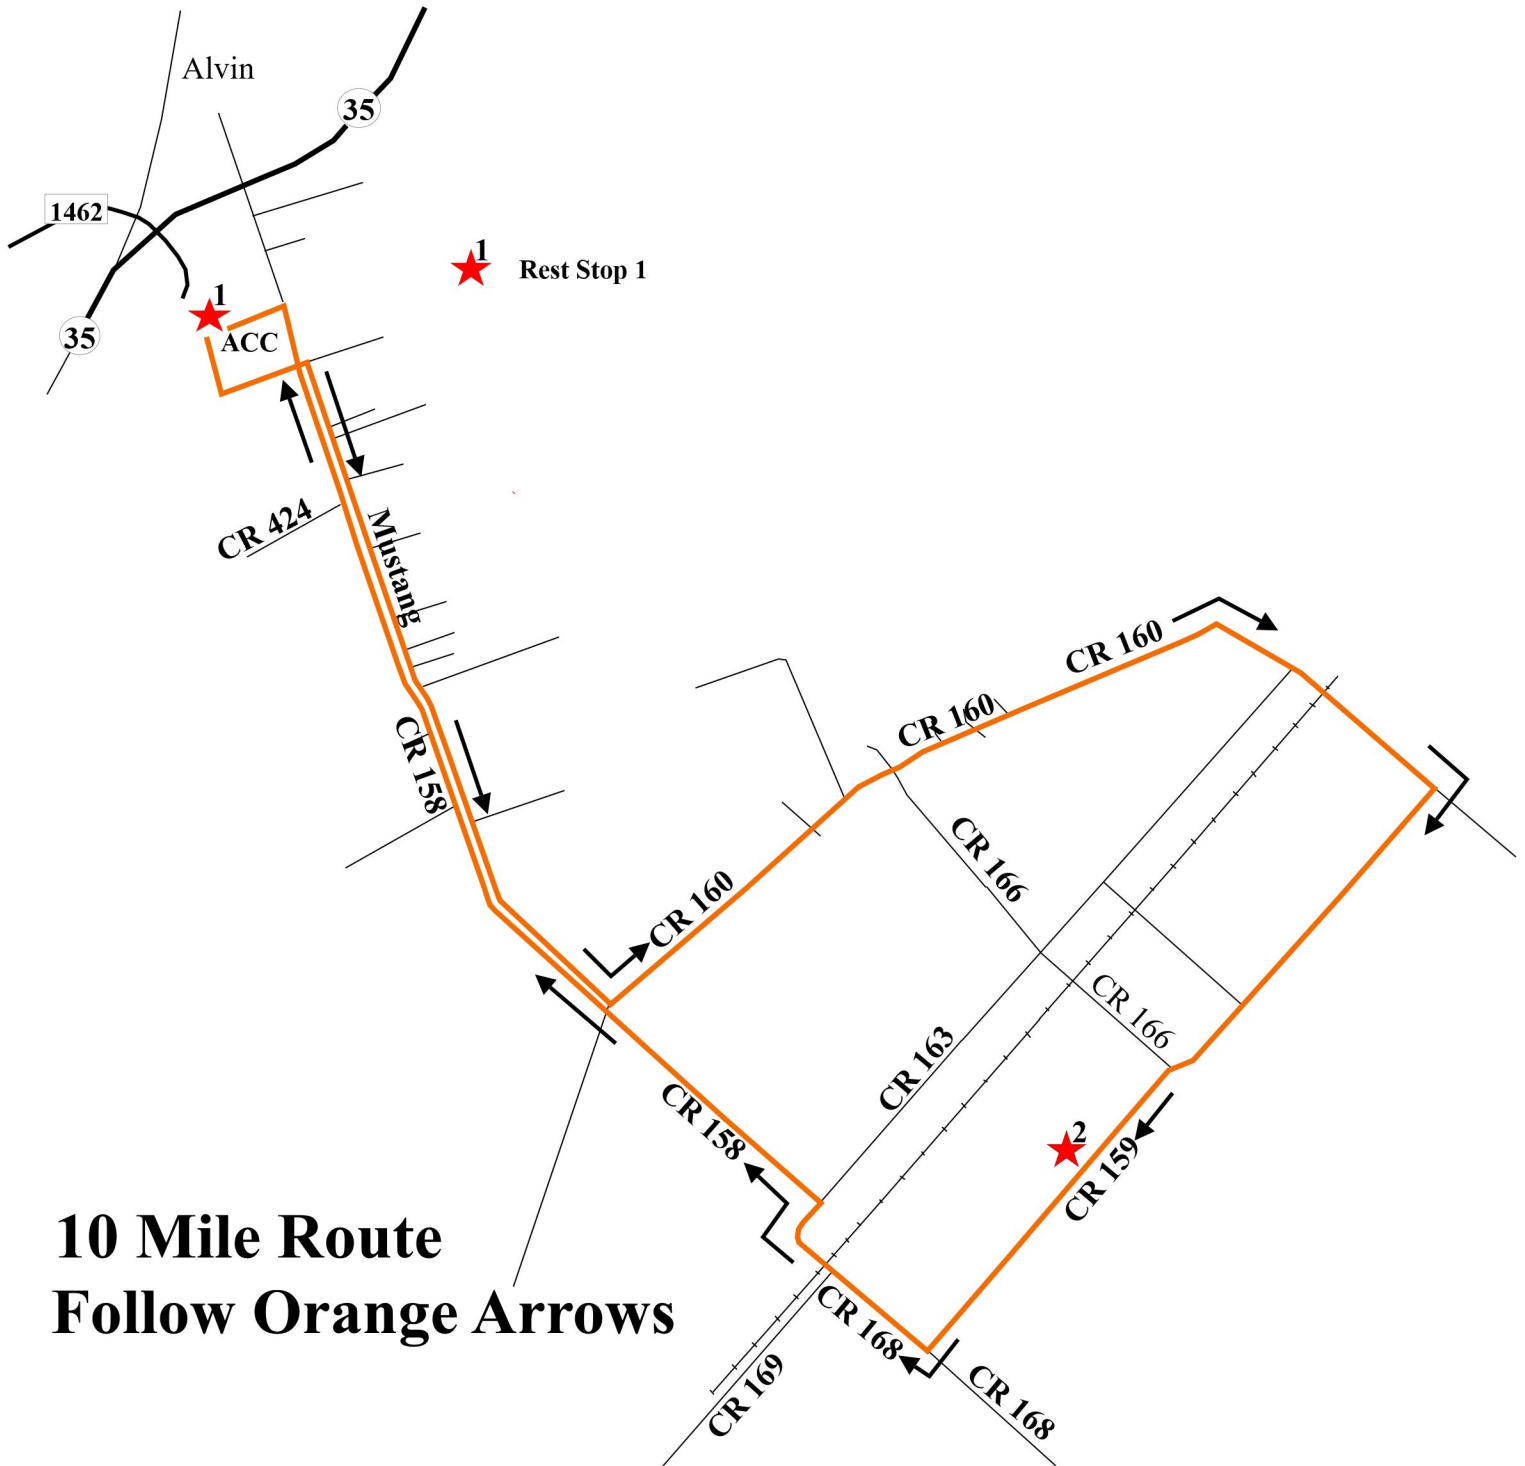 Alvin
35
1462
1
Rest Stop 1
1
ACC
35
CR 424
Mustang
CR 160
CR 160
CR 158
CR 166
CR 160
CR 166
CR 163
CR 158
2
CR 159
10 Mile Route
Follow Orange Arrows
CR 168
CR 169
CR 168